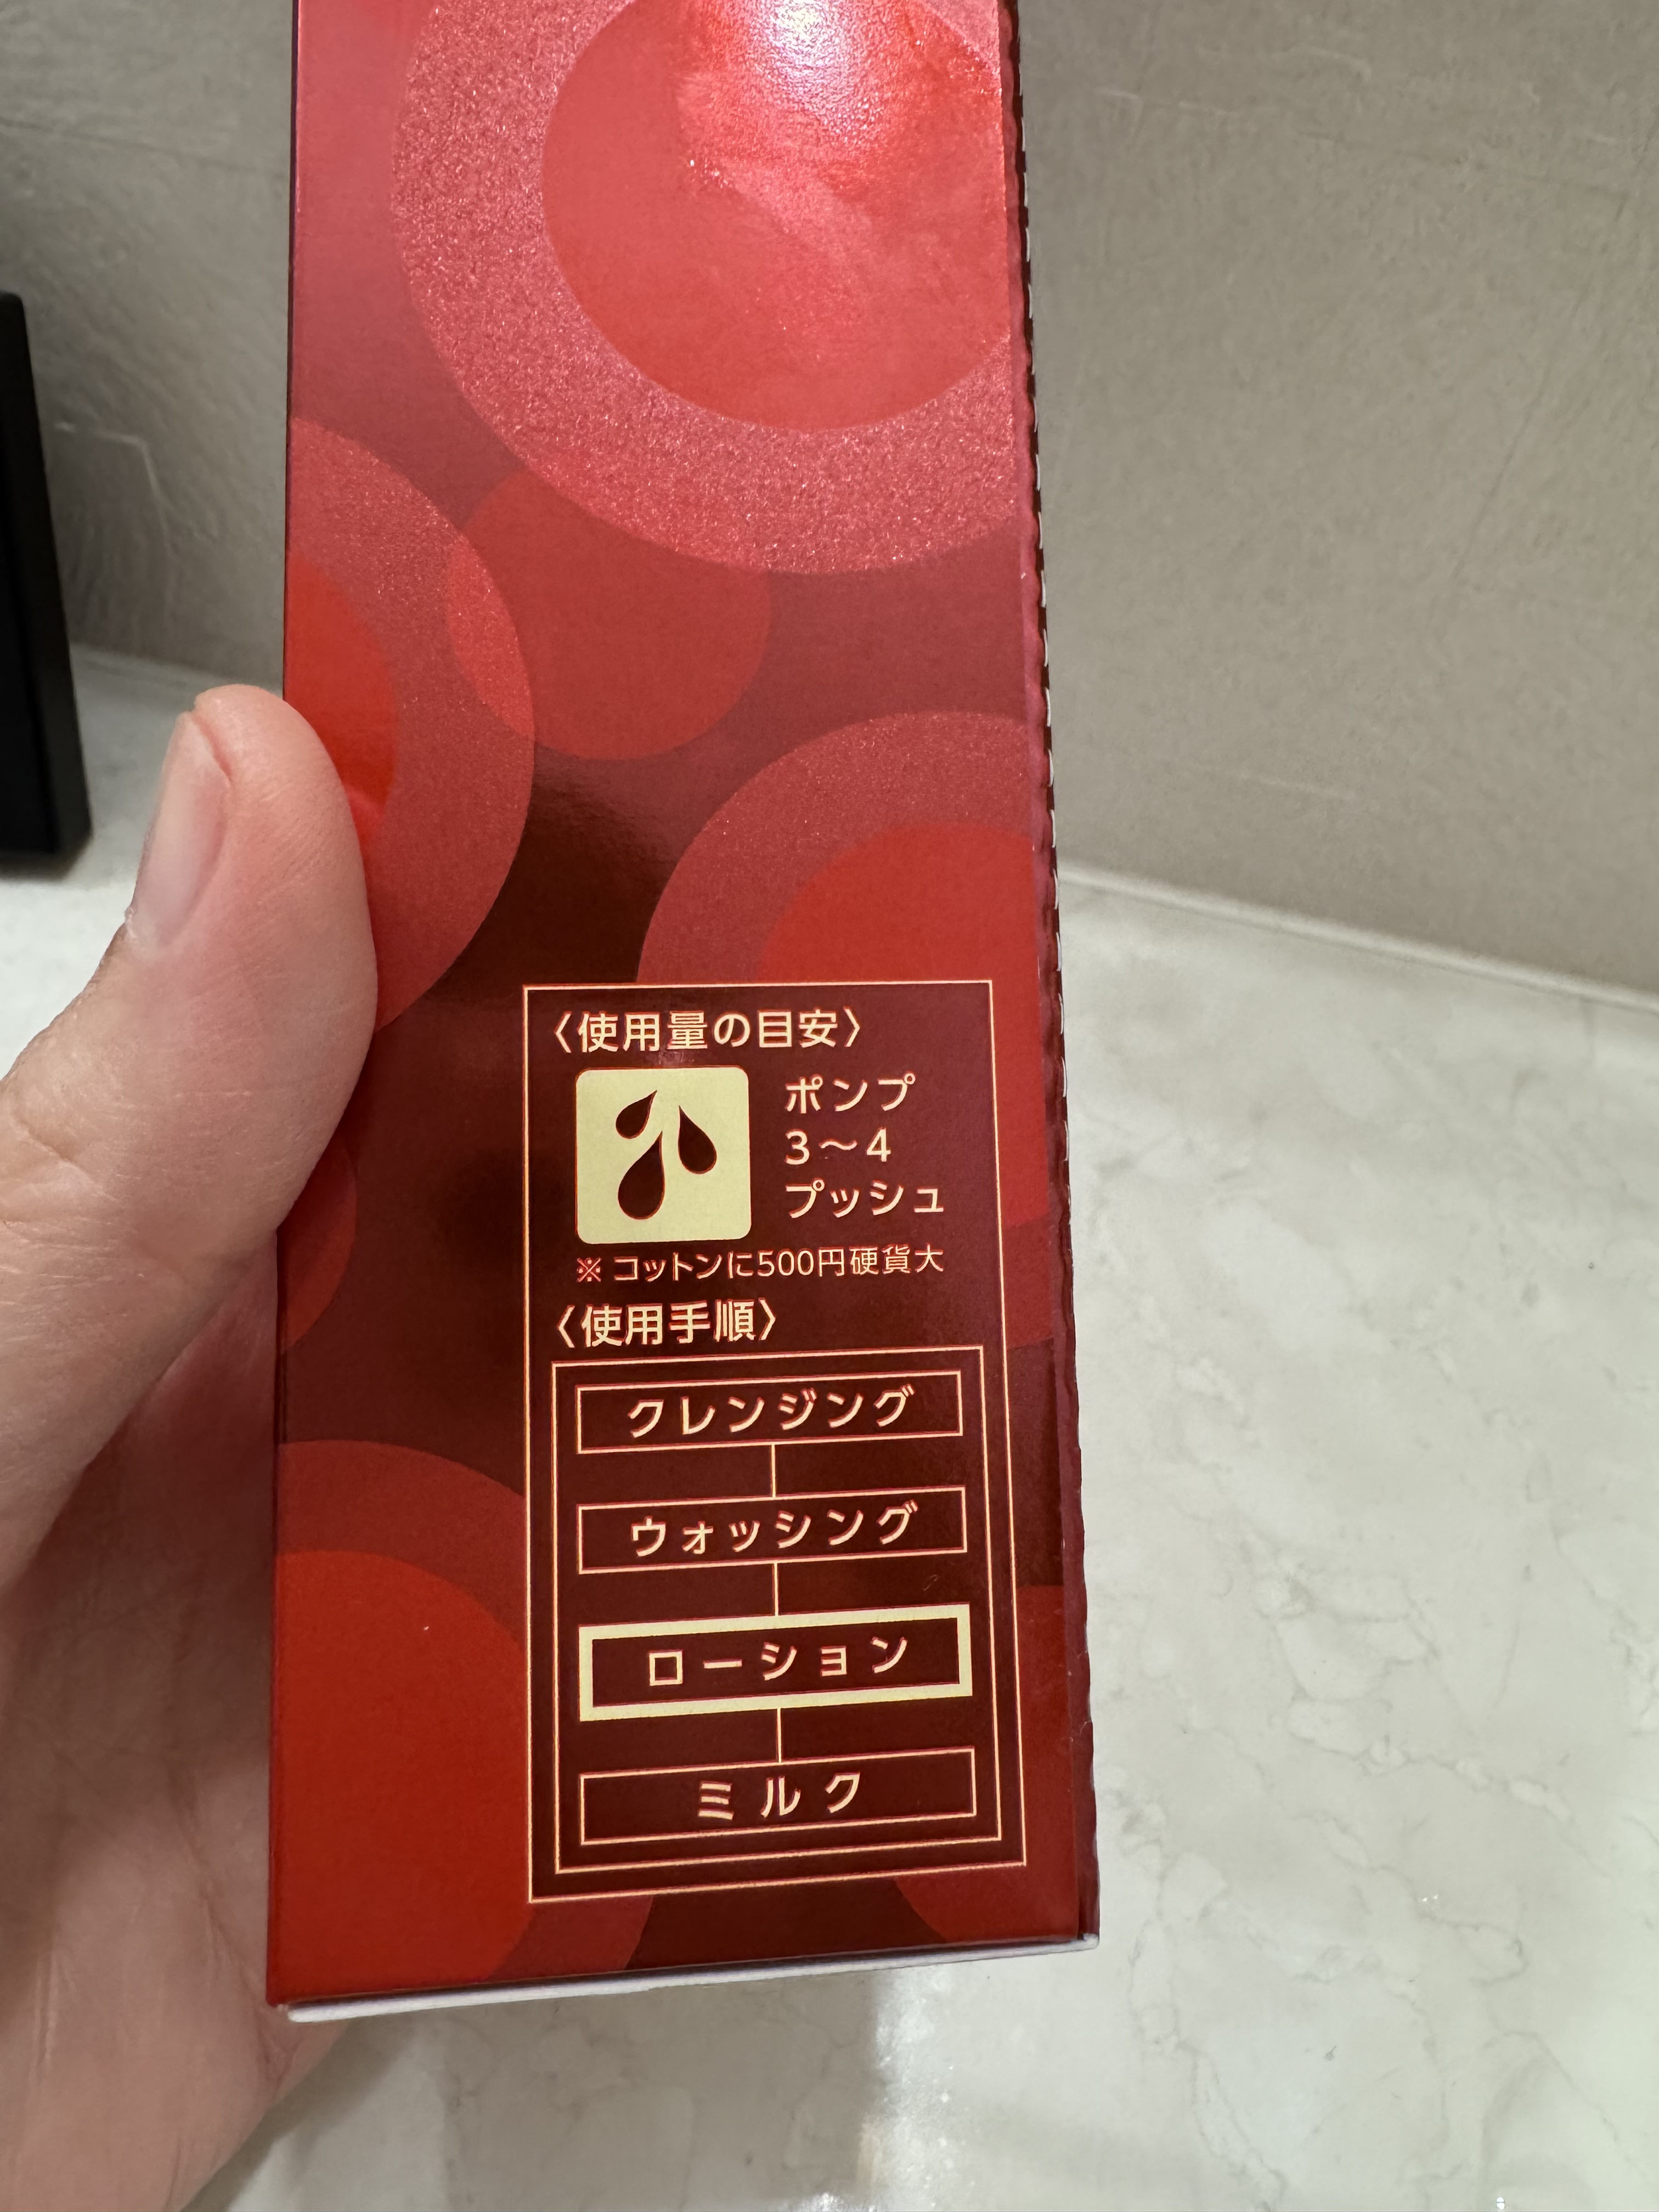 〈使用量の目安〉
ポンプ
3〜4
プッシュ
※コットンに500円硬貨大
〈使用手順〉
クレンジング
ウォッシング
ローション
ミルク